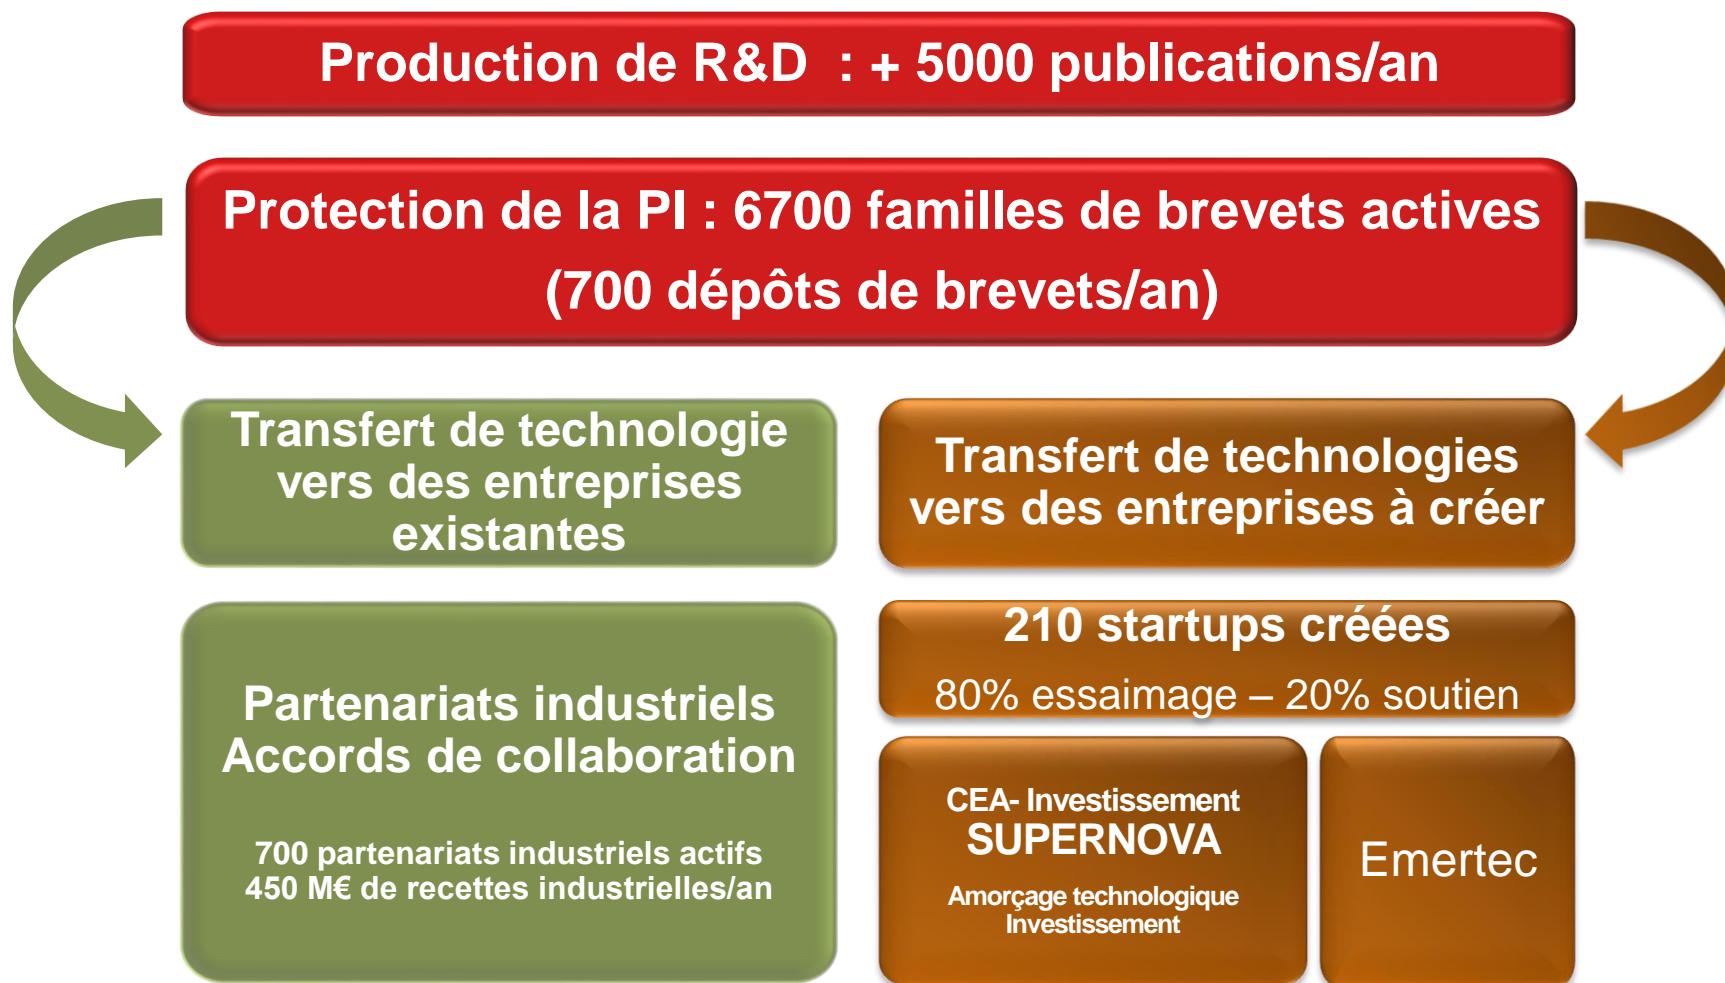 Production de R&D : + 5000 publications/an
Protection de la PI : 6700 familles de brevets actives
(700 dépôts de brevets/an)
Transfert de technologie
vers des entreprises
existantes
Transfert de technologies
vers des entreprises à créer
Partenariats industriels
Accords de collaboration
700 partenariats industriels actifs
450 M€ de recettes industrielles/an
210 startups créées
80% essaimage – 20% soutien
CEA- Investissement
SUPERNOVA
Amorçage technologique
Investissement
Emertec